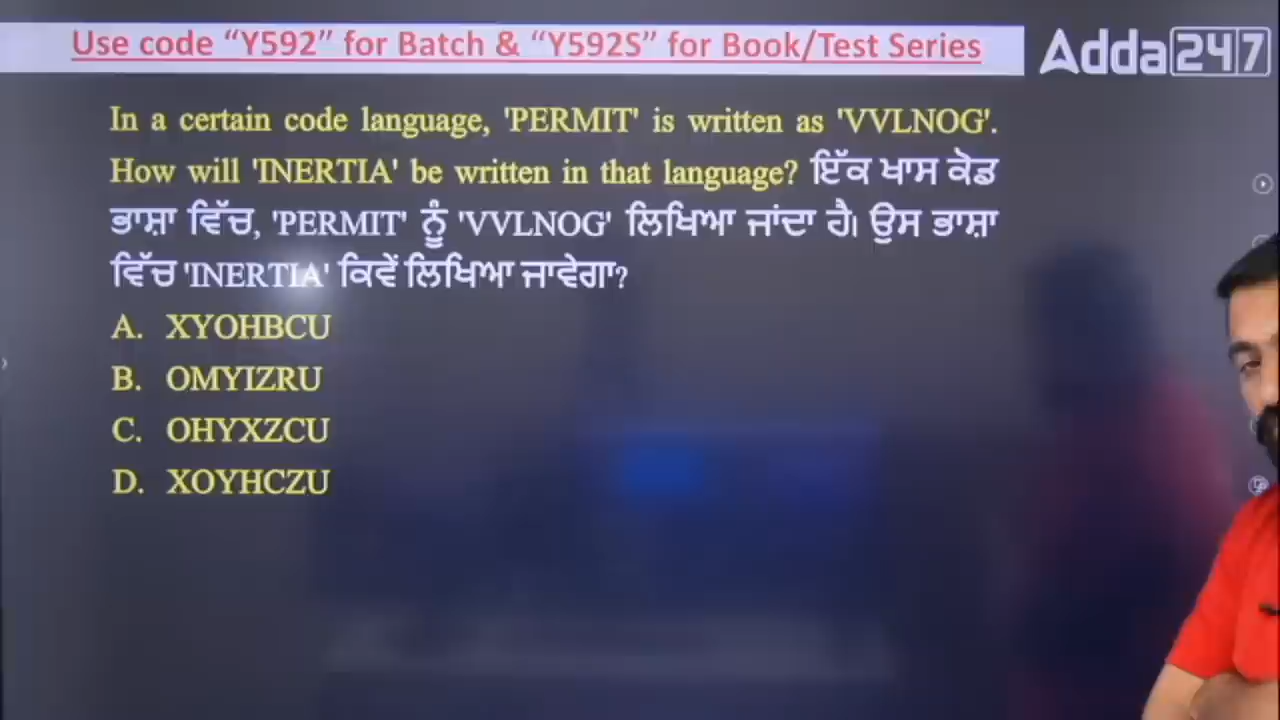 Use code “Y592” for Batch & “Y592S” for Book/Test Series
Adda247
In a certain code language, 'PERMIT' is written as 'VVLNOG'.
How will 'INERTIA' be written in that language? ਇੱਕ ਖਾਸ ਕੋਡ
ਭਾਸ਼ਾ ਵਿੱਚ, 'PERMIT' ਨੂੰ 'VVLNOG' ਲਿਖਿਆ ਜਾਂਦਾ ਹੈ। ਉਸ ਭਾਸ਼ਾ
ਵਿੱਚ 'INERTIA' ਕਿਵੇਂ ਲਿਖਿਆ ਜਾਵੇਗਾ?
A. XYOHBCU
B. OMYIZRU
C. OHYXZCU
D. XOYHCZU